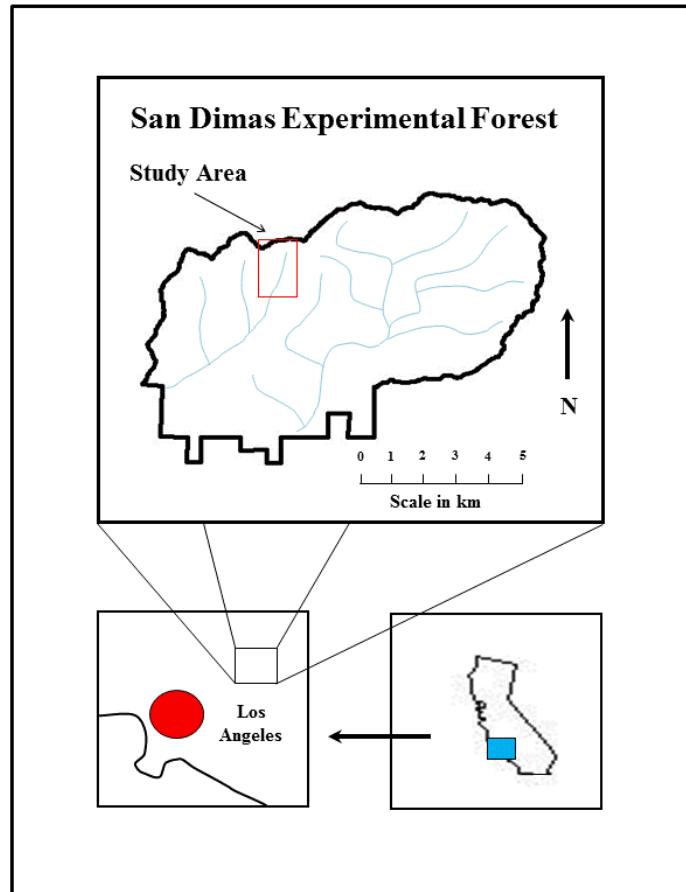 San Dimas Experimental Forest
Study Area
N
0 1 2 3 4 5
Scale in km
Los
Angeles